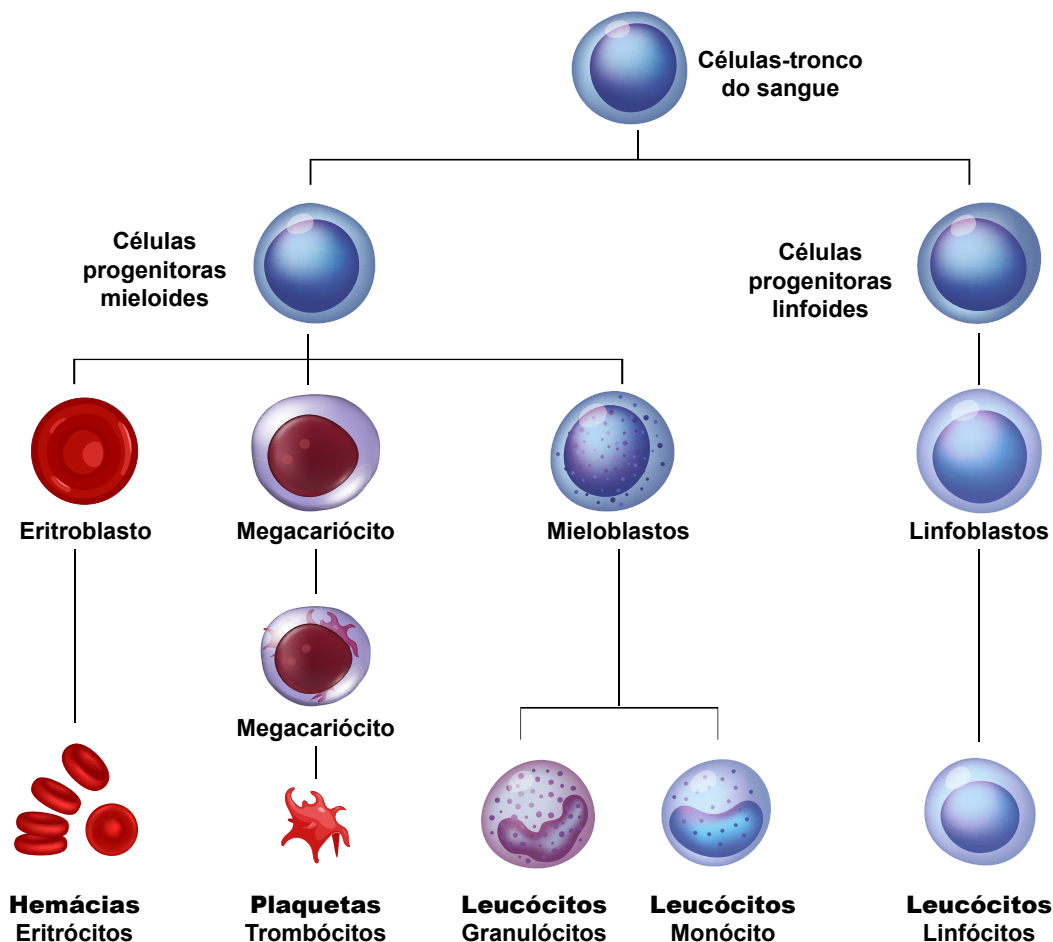 Células-tronco
do sangue
Células
progenitoras
mieloides
Células
progenitoras
linfoides
Eritroblasto
Megacariócito
Mieloblastos
Linfoblastos
Megacariócito
Hemácias
Eritrócitos
Plaquetas
Trombócitos
Leucócitos
Granulócitos
Leucócitos
Monócito
Leucócitos
Linfócitos